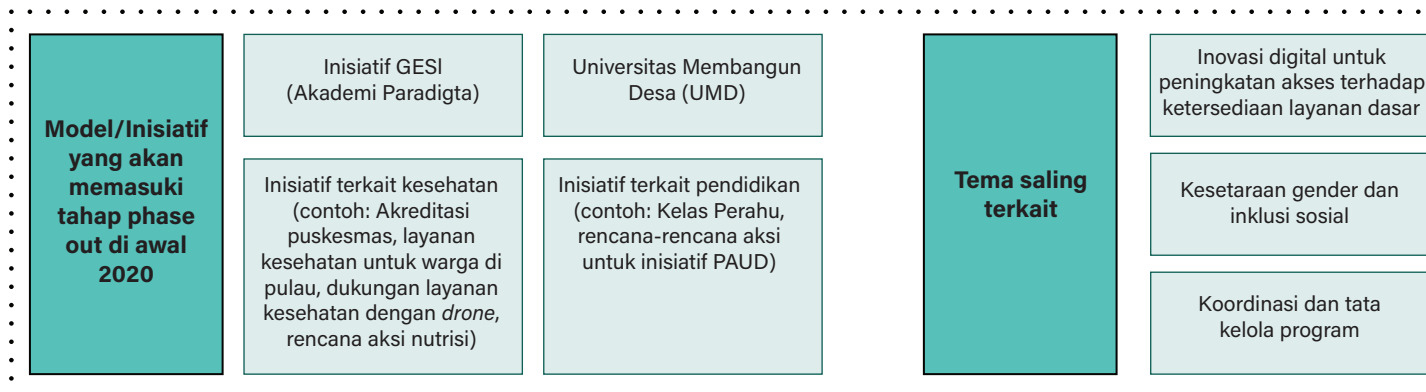 Model/Inisiatif
yang akan
memasuki
tahap phase
out di awal
2020
Inisiatif GESI
(Akademi Paradigta)
Universitas Membangun
Desa (UMD)
Inisiatif terkait kesehatan
(contoh: Akreditasi
puskesmas, layanan
kesehatan untuk warga di
pulau, dukungan layanan
kesehatan dengan drone,
rencana aksi nutrisi)
Inisiatif terkait pendidikan
(contoh: Kelas Perahu,
rencana-rencana aksi
untuk inisiatif PAUD)
Tema saling
terkait
Inovasi digital untuk
peningkatan akses terhadap
ketersediaan layanan dasar
Kesetaraan gender dan
inklusi sosial
Koordinasi dan tata
kelola program